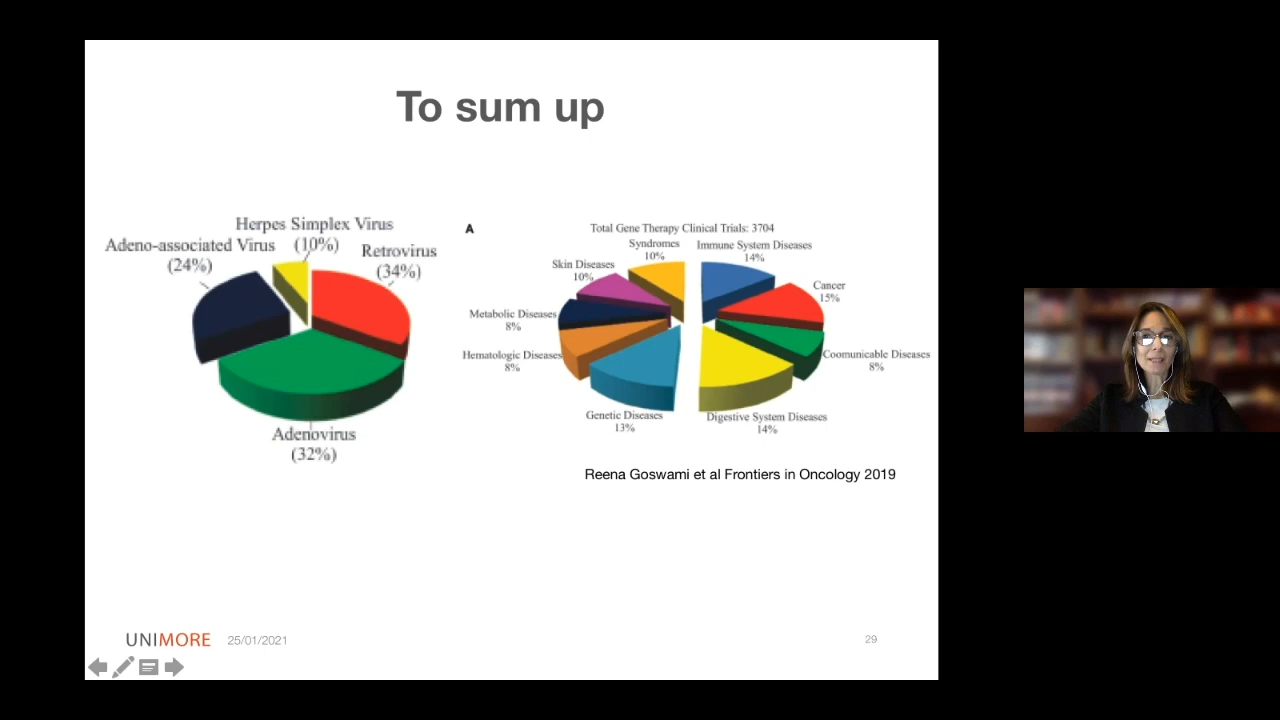 To sum up
Herpes Simplex Virus
(10%)
Adeno-associated Virus
(24%)
Retrovirus
(34%)
Adenovirus
(32%)
A
Total Gene Therapy Clinical Trials: 3704
Syndromes
10%
Immune System Diseases
14%
Skin Diseases
10%
Cancer
15%
Metabolic Diseases
8%
Hematologic Diseases
8%
Coomunicable Diseases
8%
Genetic Diseases
13%
Digestive System Diseases
14%
Reena Goswami et al Frontiers in Oncology 2019
UNIMORE
25/01/2021
29